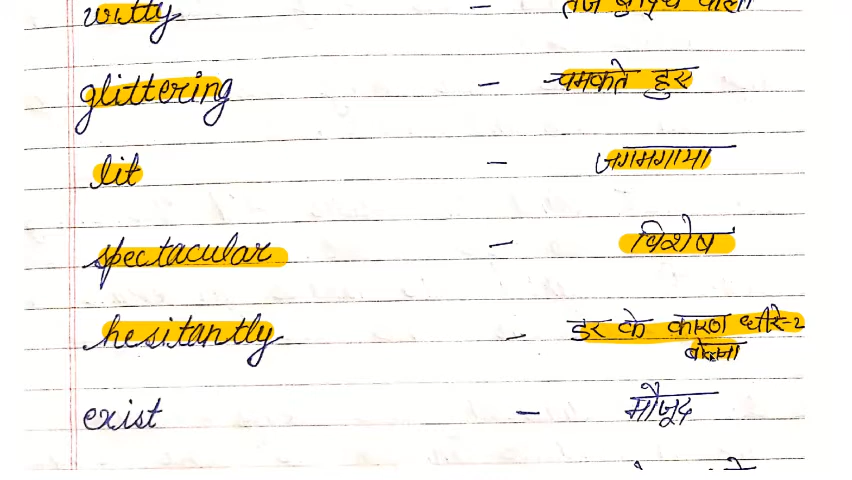 witty - तेज बुद्धि वाला
glittering - चमकते हुए
lit - जगमगाया
spectacular - विशेष
hesitantly - डर के कारण धीरे-2
बोलना
exist - मौजूद